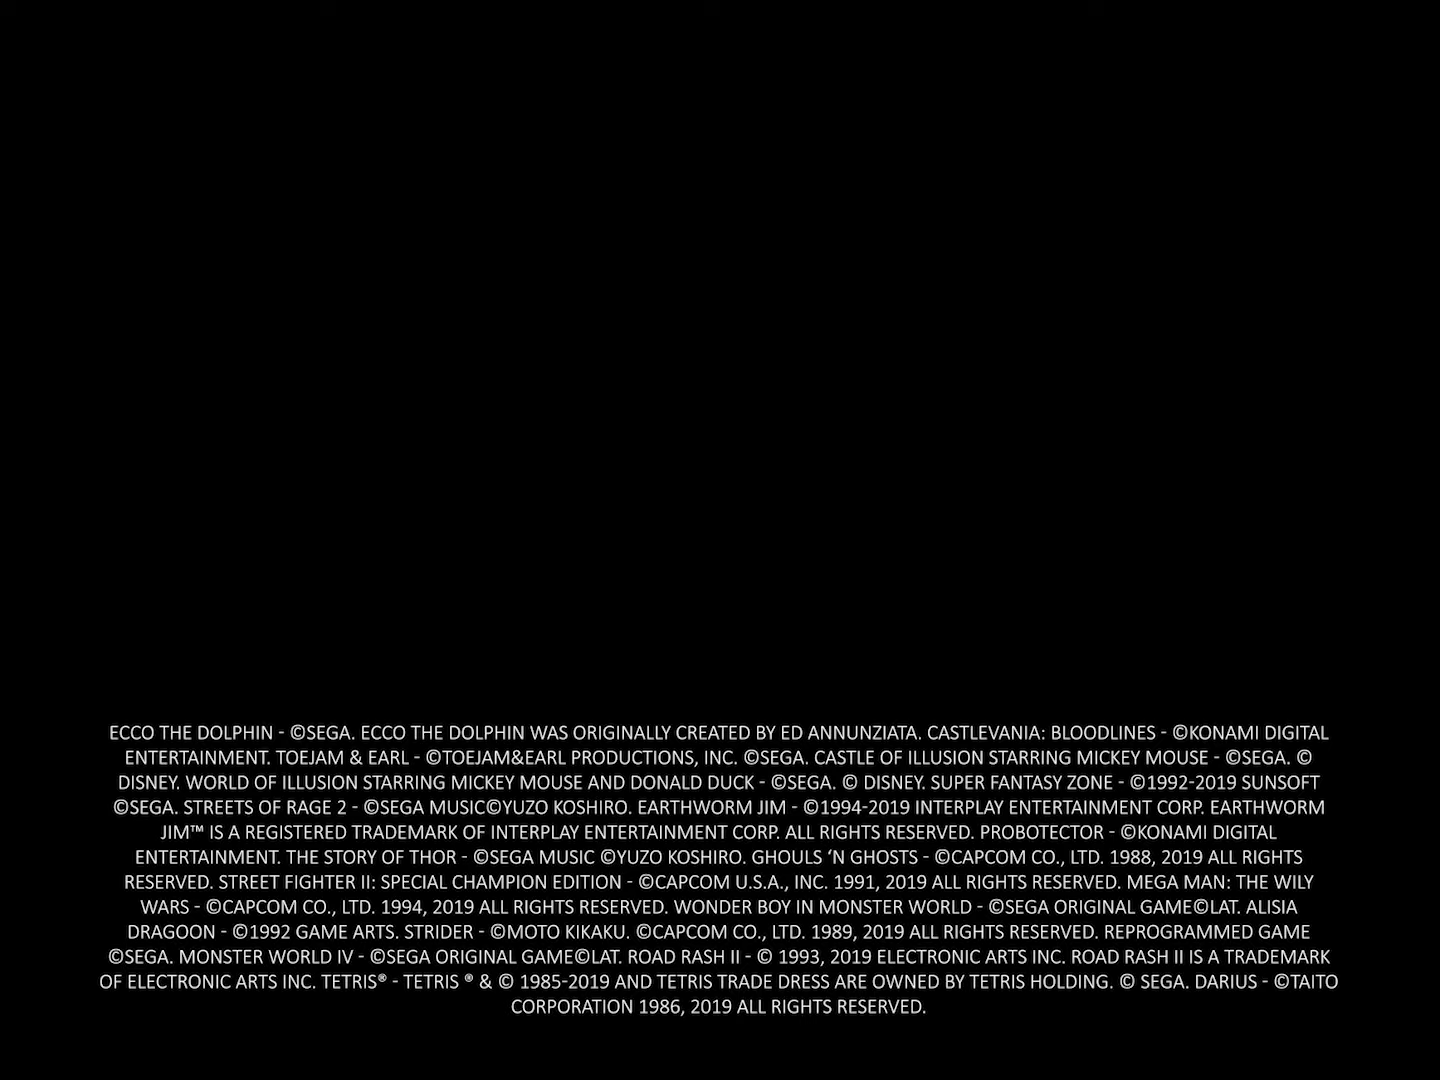 ECCO THE DOLPHIN - ©SEGA. ECCO THE DOLPHIN WAS ORIGINALLY CREATED BY ED ANNUNZIATA. CASTLEVANIA: BLOODLINES - ©KONAMI DIGITAL
ENTERTAINMENT. TOEJAM & EARL - ©TOEJAM&EARL PRODUCTIONS, INC. ©SEGA. CASTLE OF ILLUSION STARRING MICKEY MOUSE - ©SEGA. ©
DISNEY. WORLD OF ILLUSION STARRING MICKEY MOUSE AND DONALD DUCK - ©SEGA. © DISNEY. SUPER FANTASY ZONE - ©1992-2019 SUNSOFT
©SEGA. STREETS OF RAGE 2 - ©SEGA MUSIC©YUZO KOSHIRO. EARTHWORM JIM - ©1994-2019 INTERPLAY ENTERTAINMENT CORP. EARTHWORM
JIM™ IS A REGISTERED TRADEMARK OF INTERPLAY ENTERTAINMENT CORP. ALL RIGHTS RESERVED. PROBOTECTOR - ©KONAMI DIGITAL
ENTERTAINMENT. THE STORY OF THOR - ©SEGA MUSIC ©YUZO KOSHIRO. GHOULS ‘N GHOSTS - ©CAPCOM CO., LTD. 1988, 2019 ALL RIGHTS
RESERVED. STREET FIGHTER II: SPECIAL CHAMPION EDITION - ©CAPCOM U.S.A., INC. 1991, 2019 ALL RIGHTS RESERVED. MEGA MAN: THE WILY
WARS - ©CAPCOM CO., LTD. 1994, 2019 ALL RIGHTS RESERVED. WONDER BOY IN MONSTER WORLD - ©SEGA ORIGINAL GAME©LAT. ALISIA
DRAGOON - ©1992 GAME ARTS. STRIDER - ©MOTO KIKAKU. ©CAPCOM CO., LTD. 1989, 2019 ALL RIGHTS RESERVED. REPROGRAMMED GAME
©SEGA. MONSTER WORLD IV - ©SEGA ORIGINAL GAME©LAT. ROAD RASH II - © 1993, 2019 ELECTRONIC ARTS INC. ROAD RASH II IS A TRADEMARK
OF ELECTRONIC ARTS INC. TETRIS® - TETRIS ® & © 1985-2019 AND TETRIS TRADE DRESS ARE OWNED BY TETRIS HOLDING. © SEGA. DARIUS - ©TAITO
CORPORATION 1986, 2019 ALL RIGHTS RESERVED.